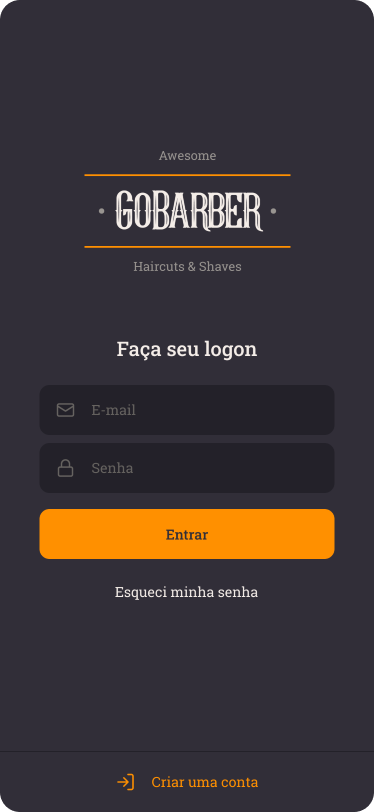 Awesome
GOBARBER
Haircuts & Shaves
Faça seu logon
E-mail
Senha
Entrar
Esqueci minha senha
Criar uma conta